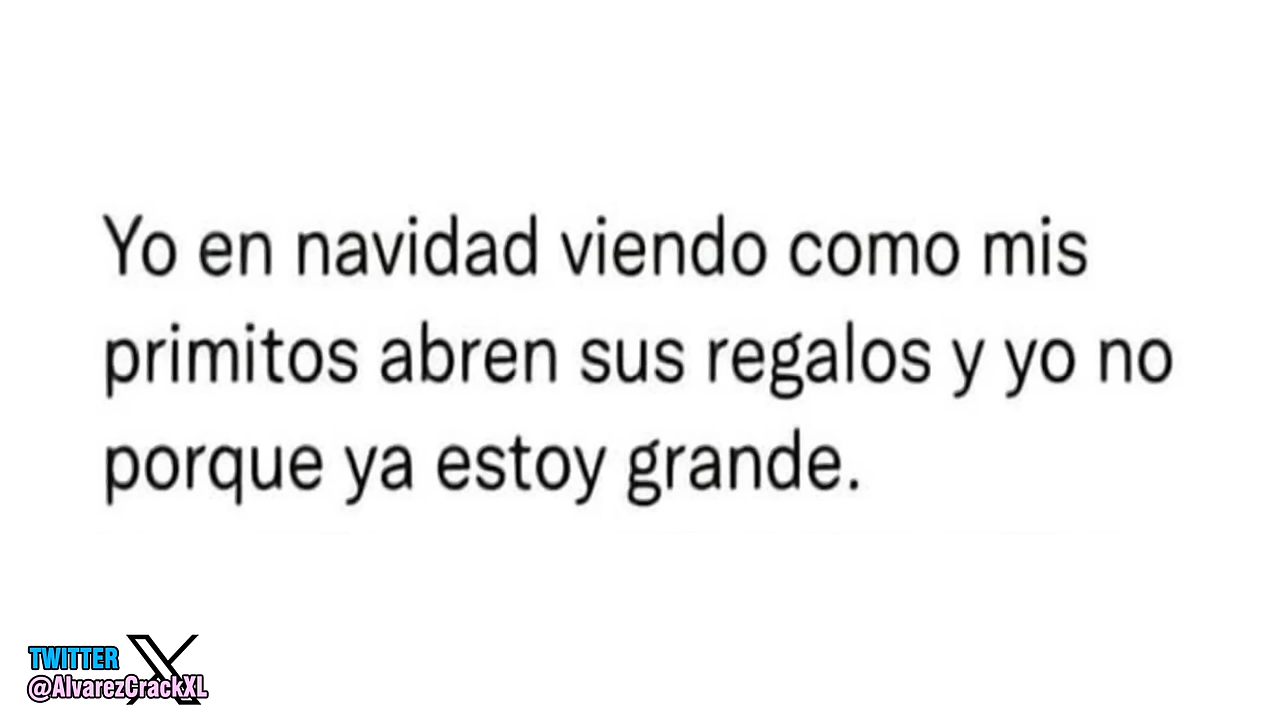 Yo en navidad viendo como mis
primitos abren sus regalos y yo no
porque ya estoy grande.
TWITTER
@AlvarezCrackXL